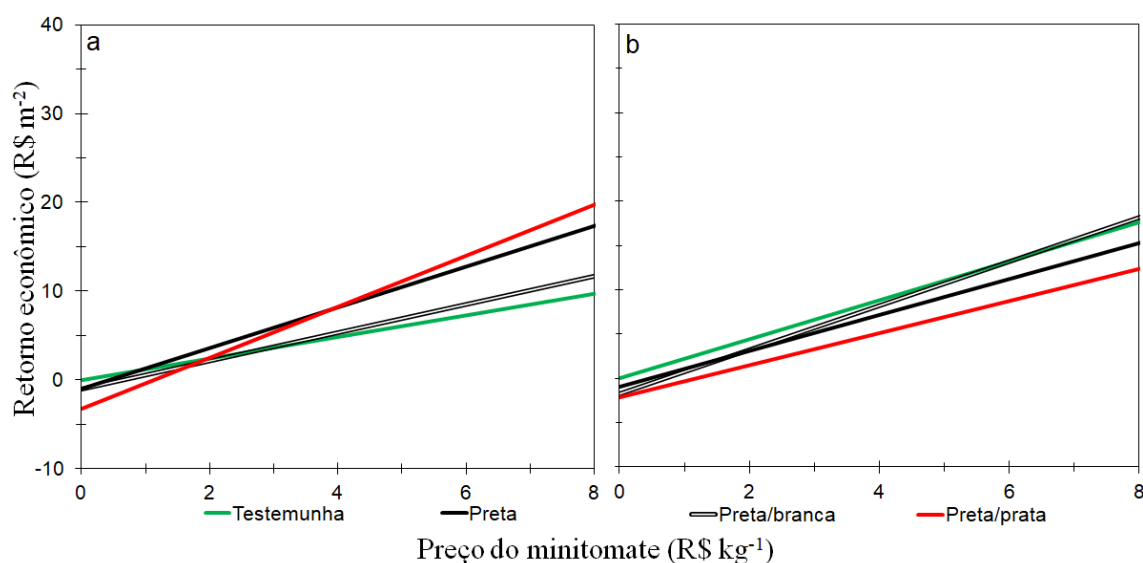 a
b
Retorno econômico (R$ m-2)
40
30
20
10
0
-10
0 2 4 6 8
0 2 4 6 8
Testemunha Preta Preta/branca Preta/prata
Preço do minitomate (R$ kg-1)